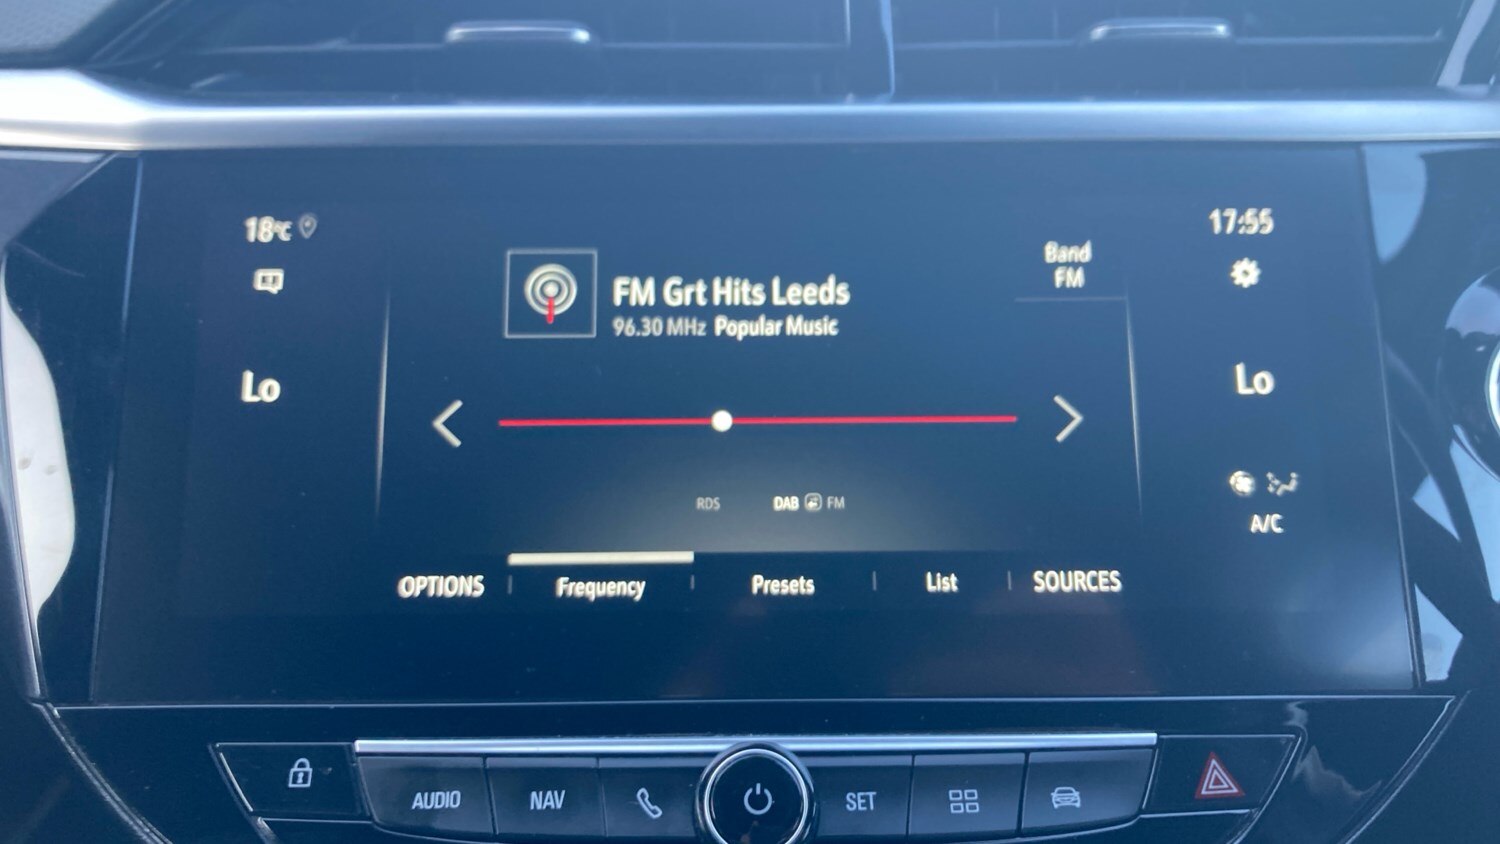 18°C
17:55
Band
FM
FM Grt Hits Leeds
96.30 MHz Popular Music
Lo
Lo
RDS DAB FM
A/C
OPTIONS Frequency Presets List SOURCES
AUDIO NAV SET